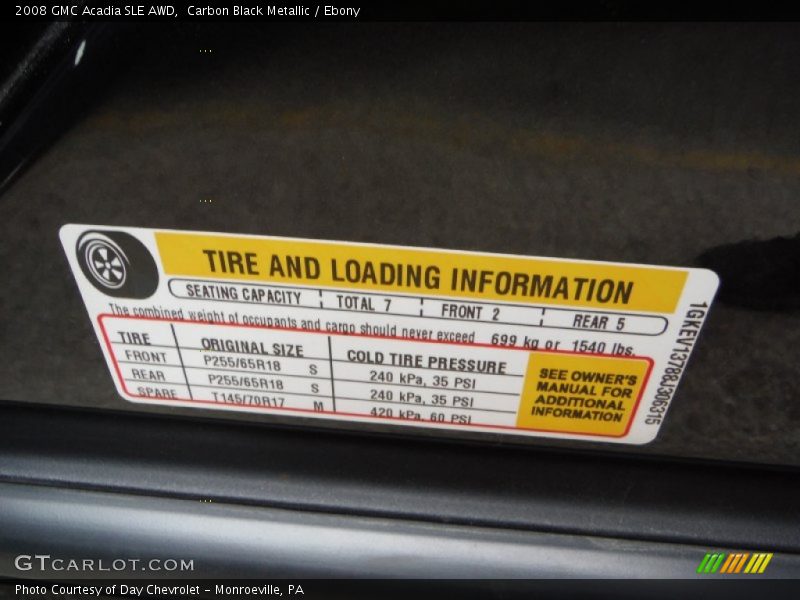 2008 GMC Acadia SLE AWD,  Carbon Black Metallic / Ebony
TIRE AND LOADING INFORMATION
SEATING CAPACITY TOTAL 7 FRONT 2 REAR 5
The combined weight of occupants and cargo should never exceed 699 kg or 1540 lbs.
TIRE ORIGINAL SIZE COLD TIRE PRESSURE
FRONT P255/65R18 S 240 kPa, 35 PSI
REAR P255/65R18 S 240 kPa, 35 PSI
SPARE T145/70R17 M 420 kPa, 60 PSI
SEE OWNER'S
MANUAL FOR
ADDITIONAL
INFORMATION
1GKEV13788J306315
GTCARLOT.COM
Photo Courtesy of Day Chevrolet - Monroeville, PA